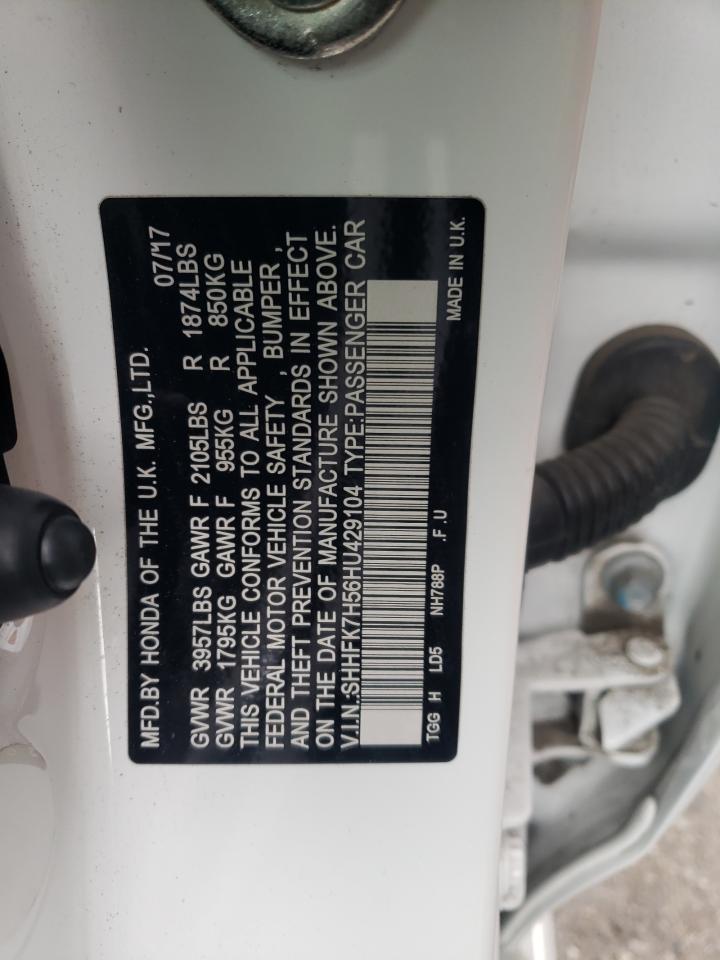 MFD.BY HONDA OF THE U.K. MFG.,LTD. 07/17
GVWR 3957LBS GAWR F 2105LBS R 1874LBS
GVWR 1795KG GAWR F 955KG R 850KG
THIS VEHICLE CONFORMS TO ALL APPLICABLE
FEDERAL MOTOR VEHICLE SAFETY , BUMPER ,
AND THEFT PREVENTION STANDARDS IN EFFECT
ON THE DATE OF MANUFACTURE SHOWN ABOVE.
V.I.N.:SHHFK7H56HU429104 TYPE:PASSENGER CAR
TGG H LD5 NH788P .F .U MADE IN U.K.